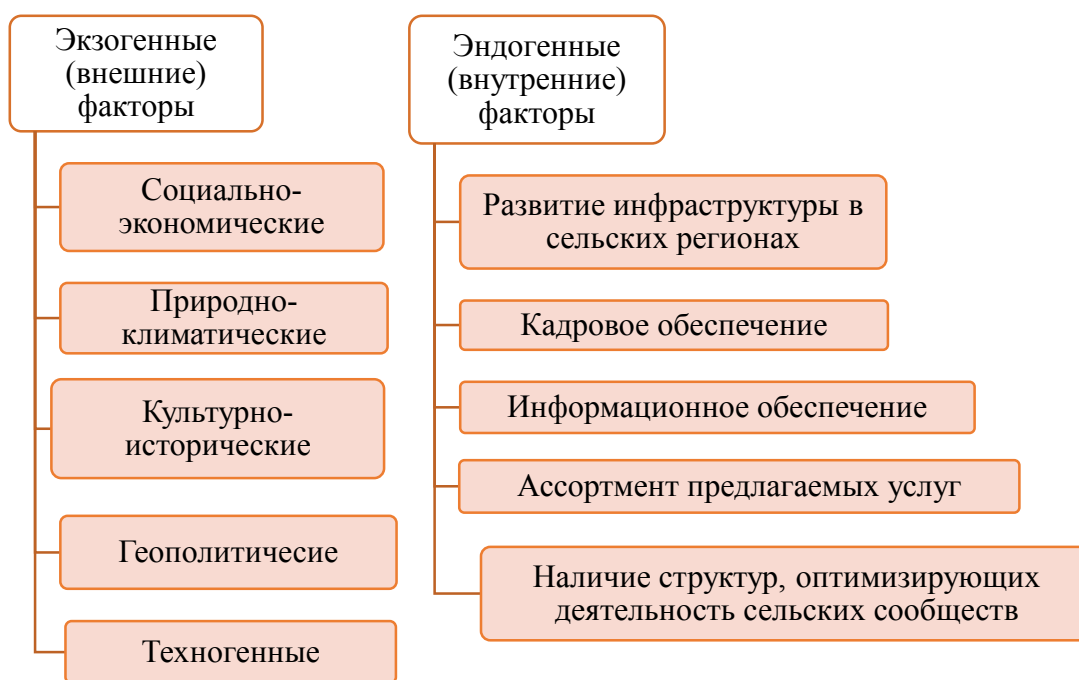 Экзогенные
(внешние)
факторы
Социально-
экономические
Природно-
климатические
Культурно-
исторические
Геополитичесие
Техногенные
Эндогенные
(внутренние)
факторы
Развитие инфраструктуры в
сельских регионах
Кадровое обеспечение
Информационное обеспечение
Ассортмент предлагаемых услуг
Наличие структур, оптимизирующих
деятельность сельских сообществ